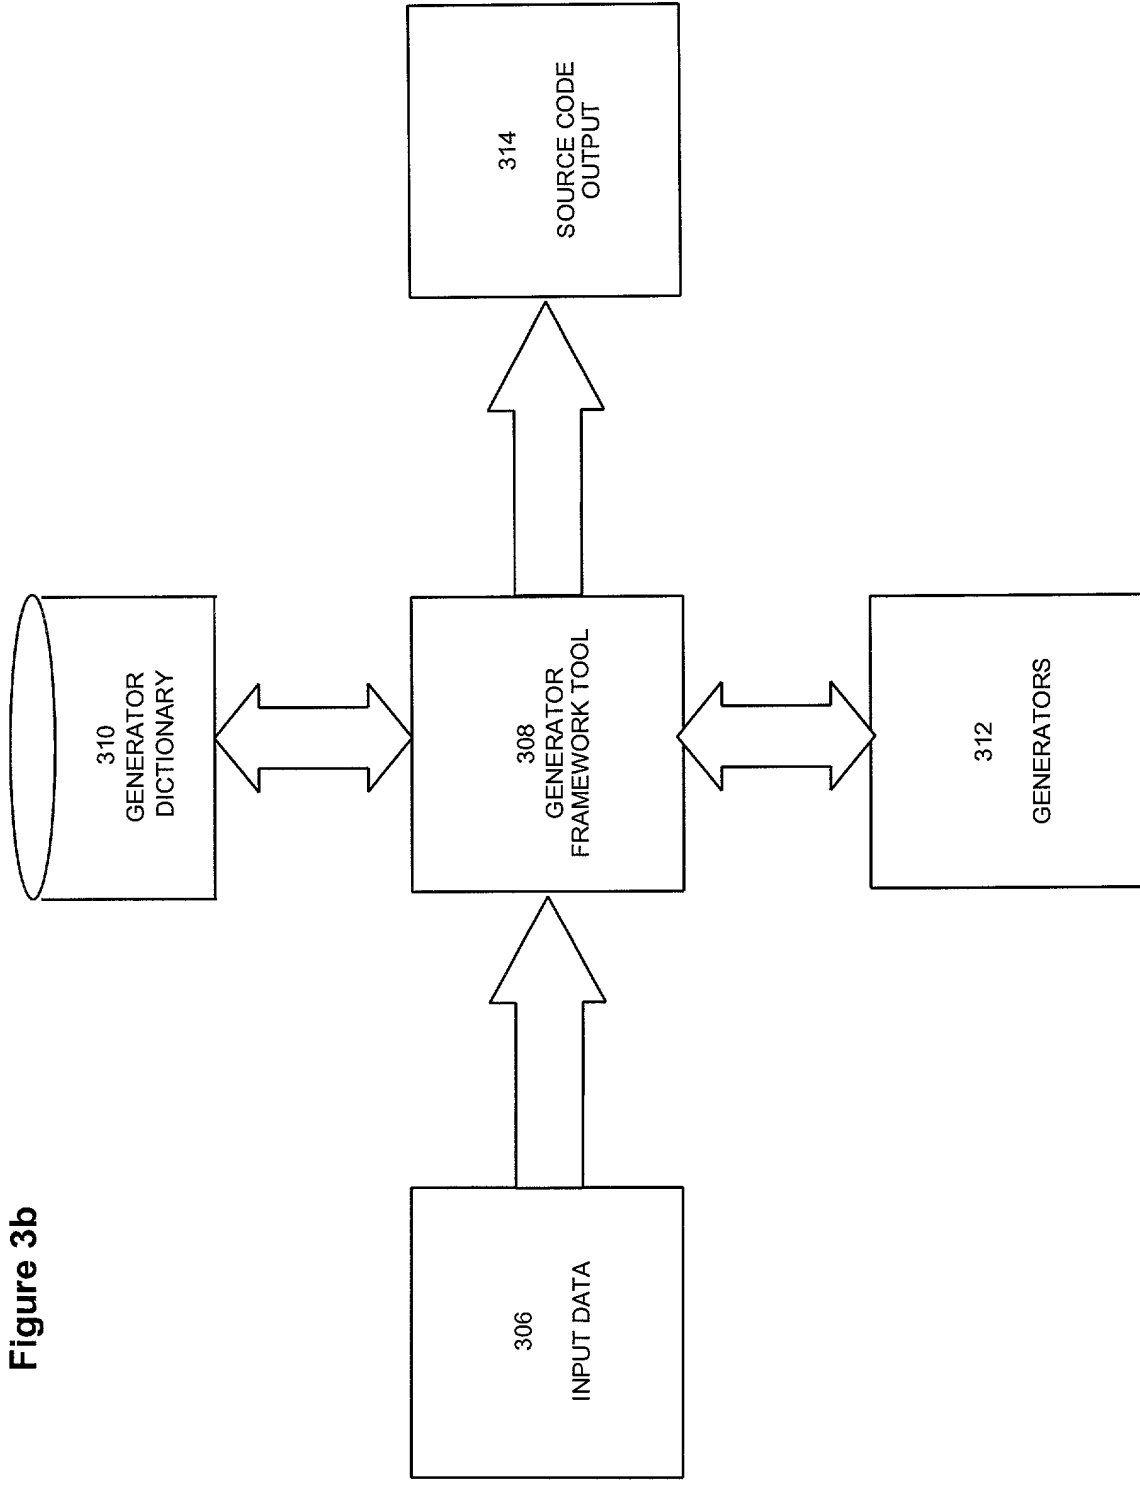 Figure 3b
310
GENERATOR
DICTIONARY
306
INPUT DATA
308
GENERATOR
FRAMEWORK TOOL
314
SOURCE CODE
OUTPUT
312
GENERATORS